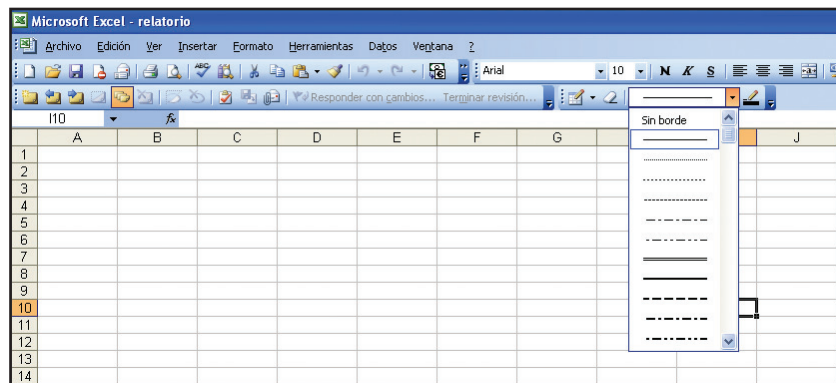 Microsoft Excel - relatorio
Archivo Edición Ver Insertar Formato Herramientas Datos Ventana ?
ABC Arial 10 N K S
Responder con cambios... Terminar revisión...
I10 fx
Sin borde
A B C D E F G J
1
2
3
4
5
6
7
8
9
10
11
12
13
14